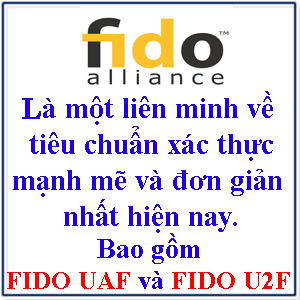 fido™
alliance
Là một liên minh về
tiêu chuẩn xác thực
mạnh mẽ và đơn giản
nhất hiện nay.
Bao gồm
FIDO UAF và FIDO U2F